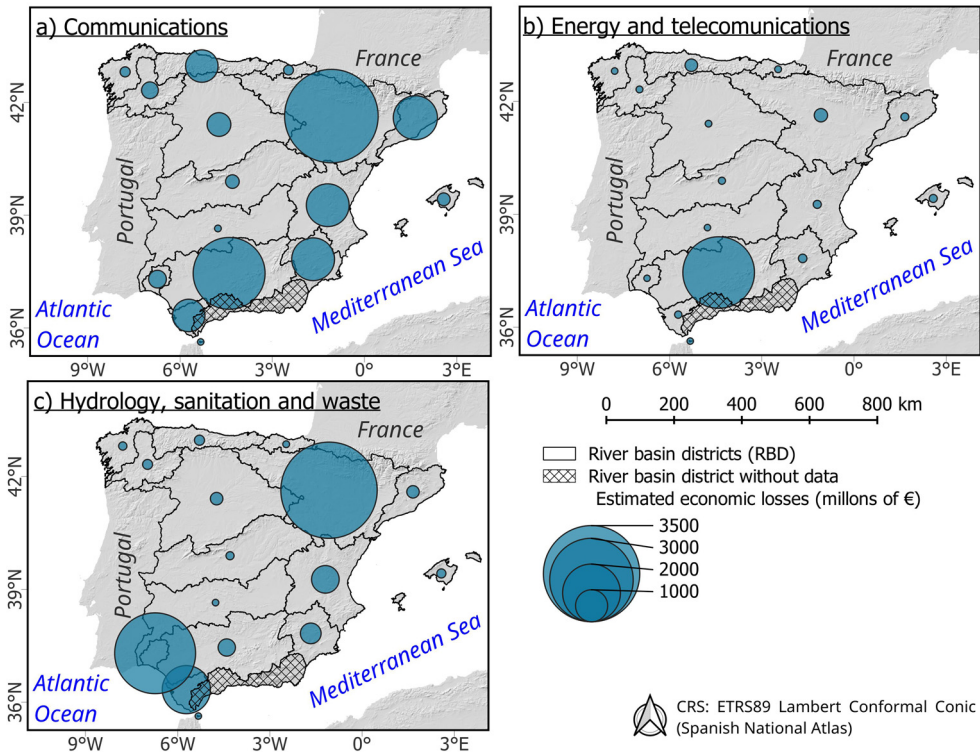 a) Communications
France
Portugal
Atlantic
Ocean
Mediterranean Sea
42°N
39°N
36°N
9°W
6°W
3°W
0°
3°E
b) Energy and telecomunications
France
Portugal
Atlantic
Ocean
Mediterranean Sea
42°N
39°N
36°N
9°W
6°W
3°W
0°
3°E
c) Hydrology, sanitation and waste
France
Portugal
Atlantic
Ocean
Mediterranean Sea
42°N
39°N
36°N
9°W
6°W
3°W
0°
3°E
0 200 400 600 800 km
River basin districts (RBD)
River basin district without data
Estimated economic losses (millons of €)
3500
3000
2000
1000
CRS: ETRS89 Lambert Conformal Conic
(Spanish National Atlas)